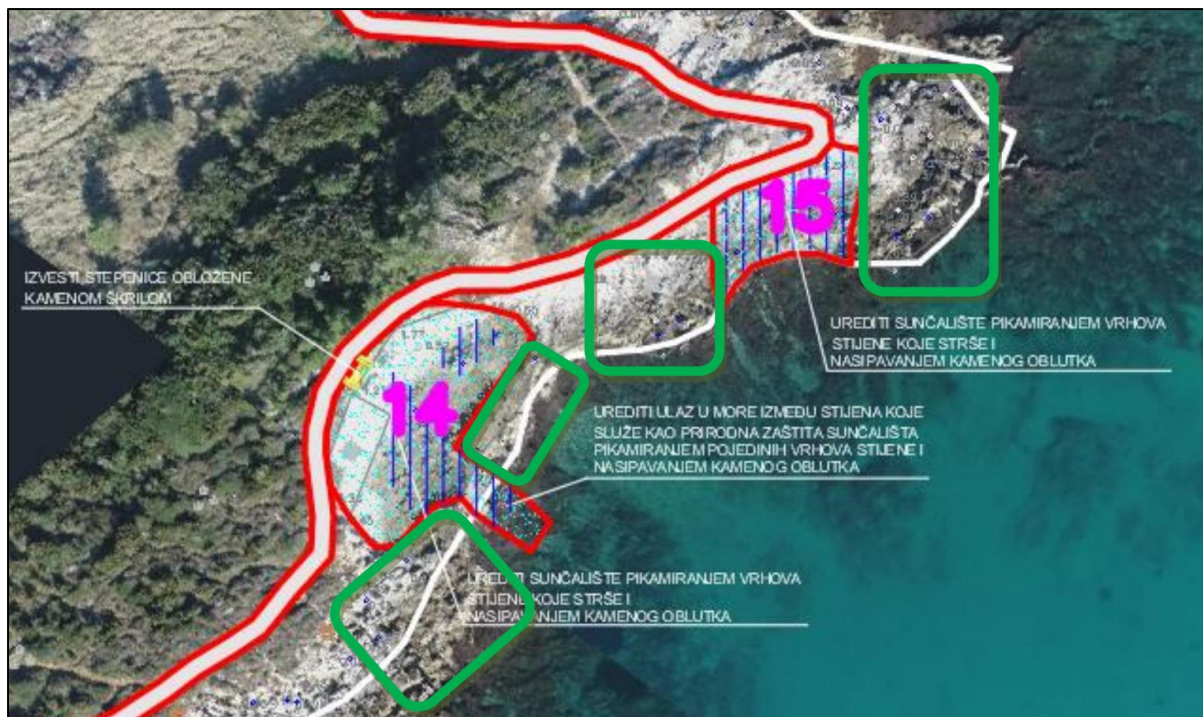 IZVESTI STEPENICE OBLOŽENE
KAMENOM ŠKRILOM
15
UREDITI SUNČALIŠTE PIKAMIRANJEM VRHOVA
STIJENE KOJE STRŠE I
NASIPAVANJEM KAMENOG OBLUTKA
14
UREDITI ULAZ U MORE IZMEĐU STIJENA KOJE
SLUŽE KAO PRIRODNA ZAŠTITA SUNČALIŠTA
PIKAMIRANJEM POJEDINIH VRHOVA STIJENE I
NASIPAVANJEM KAMENOG OBLUTKA
UREDITI SUNČALIŠTE PIKAMIRANJEM VRHOVA
STIJENE KOJE STRŠE I
NASIPAVANJEM KAMENOG OBLUTKA